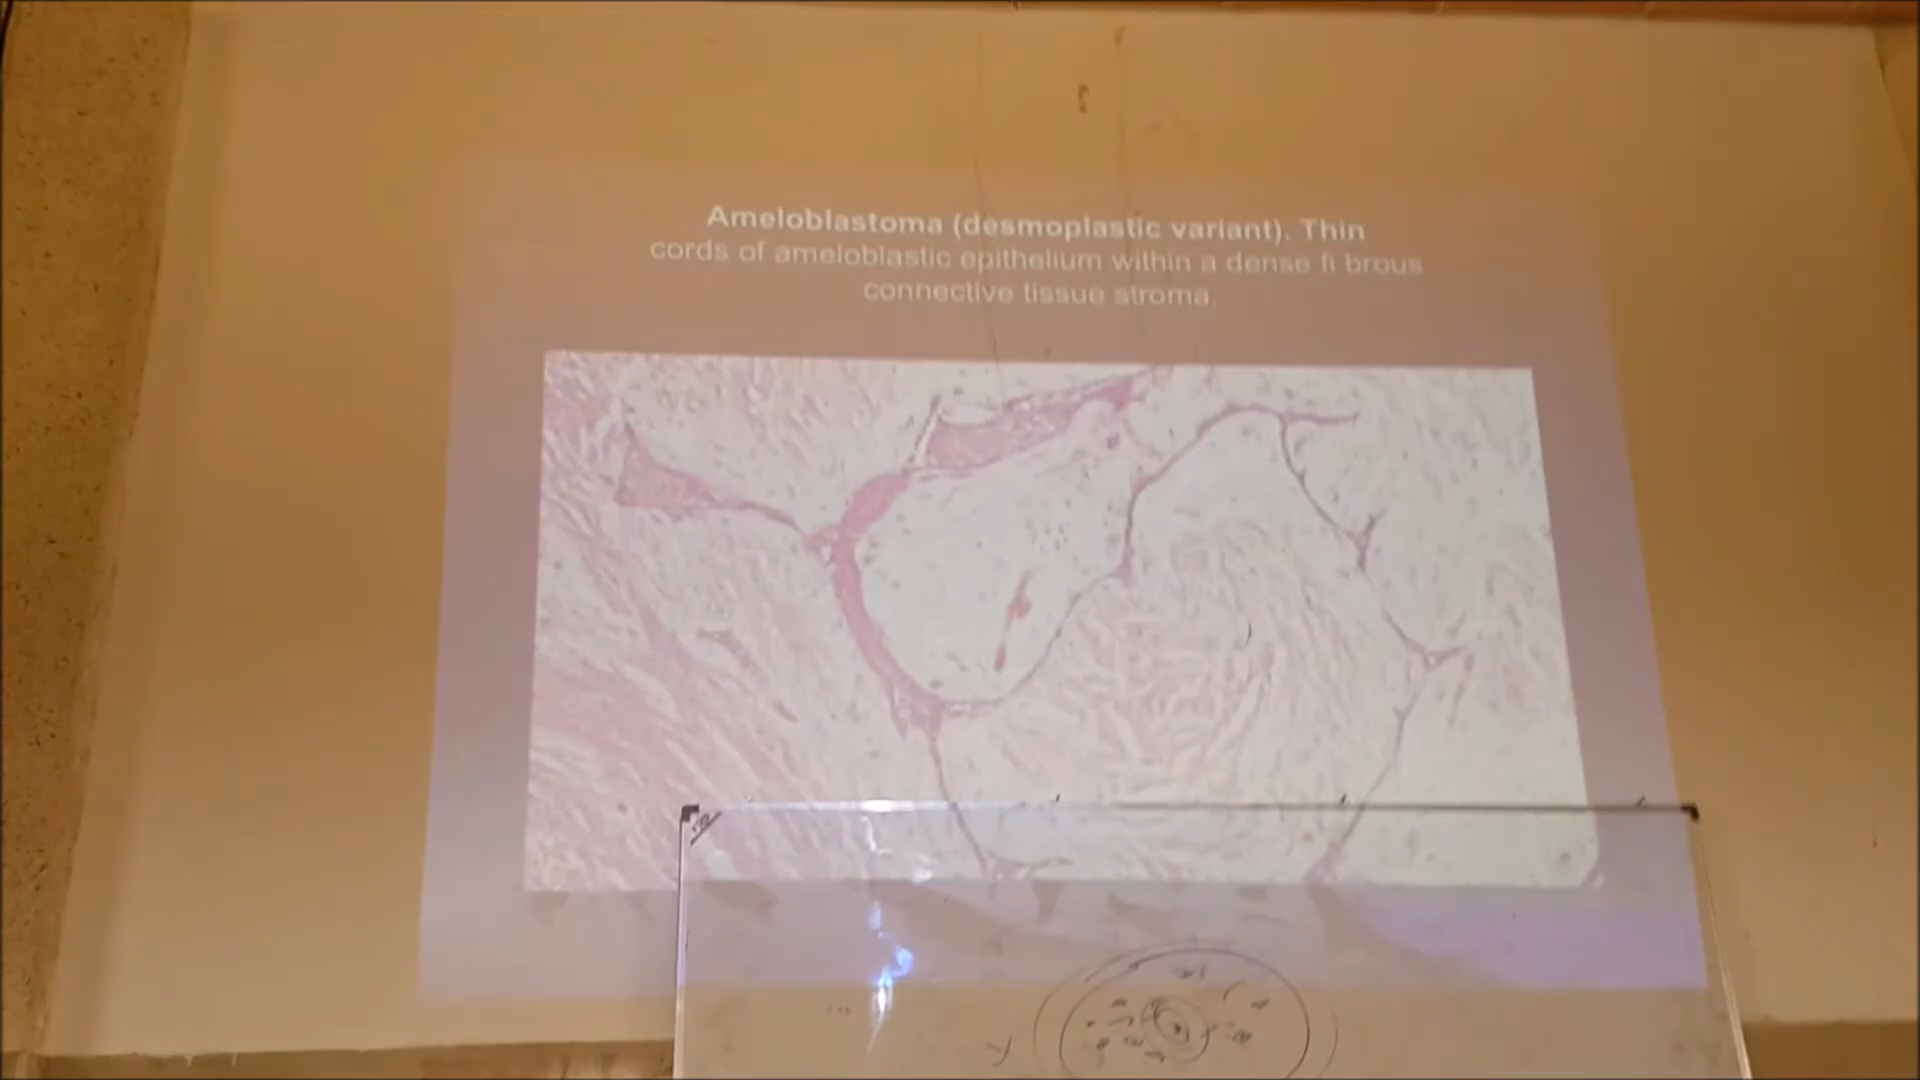 Ameloblastoma (desmoplastic variant). Thin
cords of ameloblastic epithelium within a dense fi brous
connective tissue stroma.